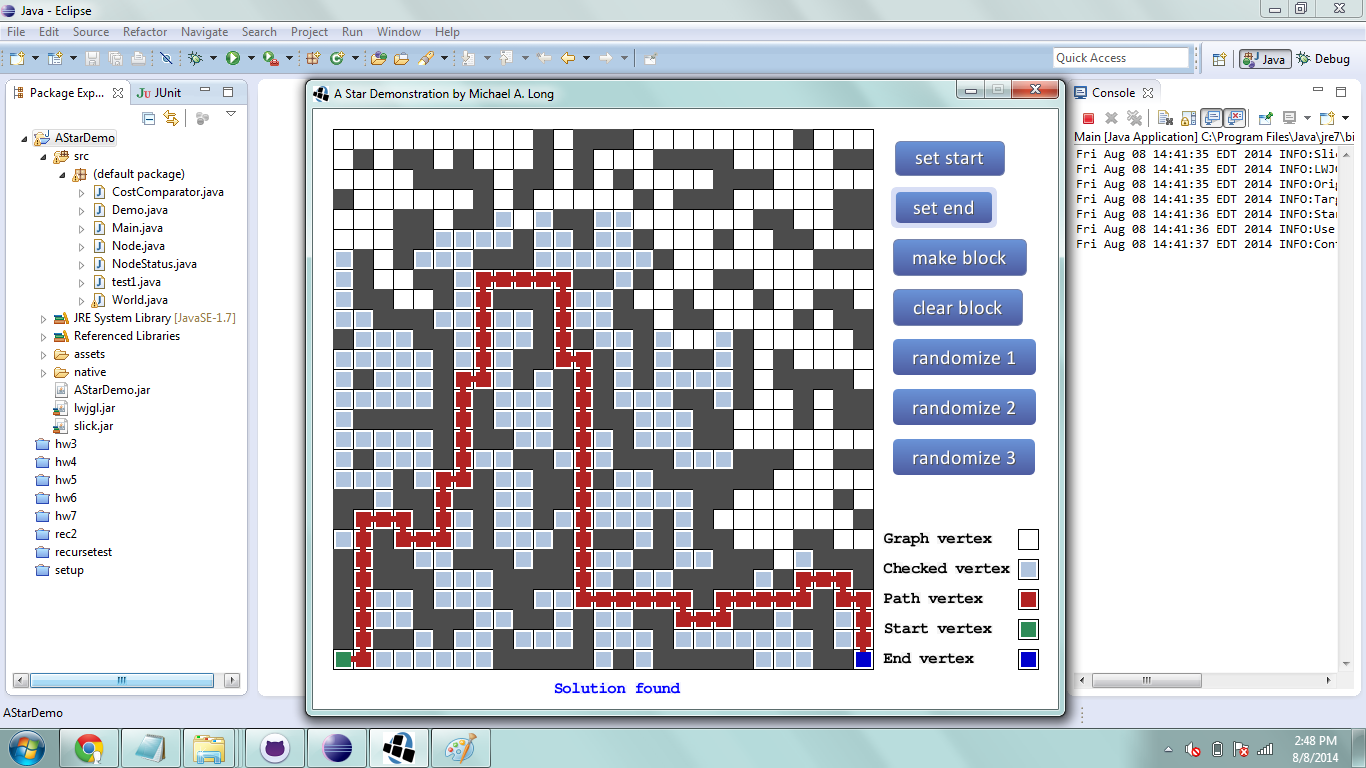 Java - Eclipse
File Edit Source Refactor Navigate Search Project Run Window Help
Quick Access
Java
Debug
Package Exp...
JUnit
AStarDemo
src
(default package)
CostComparator.java
Demo.java
Main.java
Node.java
NodeStatus.java
test1.java
World.java
JRE System Library [JavaSE-1.7]
Referenced Libraries
assets
native
AStarDemo.jar
lwjgl.jar
slick.jar
hw3
hw4
hw5
hw6
hw7
rec2
recursetest
setup
A Star Demonstration by Michael A. Long
set start
set end
make block
clear block
randomize 1
randomize 2
randomize 3
Graph vertex
Checked vertex
Path vertex
Start vertex
End vertex
Solution found
Console
Main [Java Application] C:\Program Files\Java\jre7\bi
Fri Aug 08 14:41:35 EDT 2014 INFO:Sli
Fri Aug 08 14:41:35 EDT 2014 INFO:LWJ
Fri Aug 08 14:41:35 EDT 2014 INFO:Ori
Fri Aug 08 14:41:35 EDT 2014 INFO:Tar
Fri Aug 08 14:41:36 EDT 2014 INFO:Sta
Fri Aug 08 14:41:36 EDT 2014 INFO:Use
Fri Aug 08 14:41:37 EDT 2014 INFO:Con
AStarDemo
2:48 PM
8/8/2014